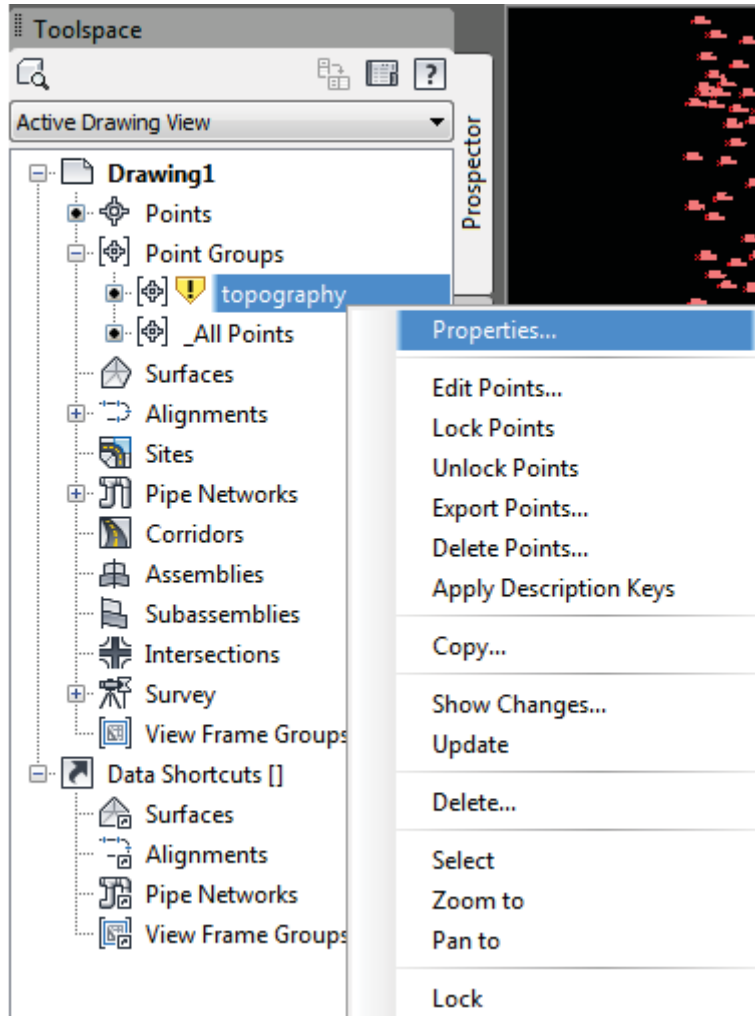 Toolspace
?
Active Drawing View
Prospector
Drawing1
Points
Point Groups
topography
_All Points
Surfaces
Alignments
Sites
Pipe Networks
Corridors
Assemblies
Subassemblies
Intersections
Survey
View Frame Groups
Data Shortcuts []
Surfaces
Alignments
Pipe Networks
View Frame Groups
Properties...
Edit Points...
Lock Points
Unlock Points
Export Points...
Delete Points...
Apply Description Keys
Copy...
Show Changes...
Update
Delete...
Select
Zoom to
Pan to
Lock